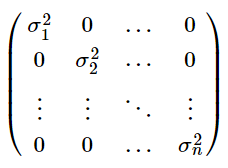 σ₁² 0 … 0
0 σ₂² … 0
⋮ ⋮ ⋱ ⋮
0 0 … σₙ²